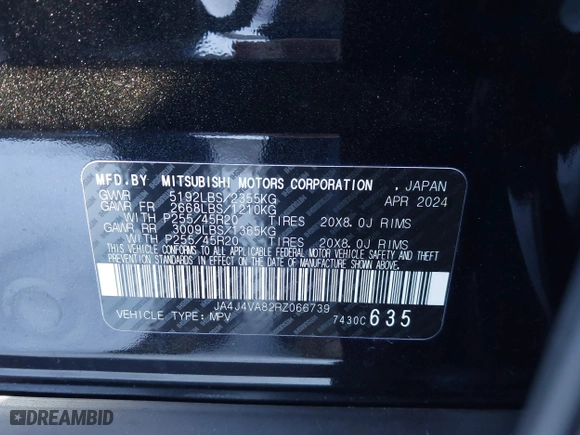 MFD.BY MITSUBISHI MOTORS CORPORATION , JAPAN
GVWR 5192LBS/2355KG APR 2024
GAWR FR 2668LBS/1210KG
WITH P255/45R20 TIRES 20X8.0J RIMS
GAWR RR 3009LBS/1365KG
WITH P255/45R20 TIRES 20X8.0J RIMS
THIS VEHICLE CONFORMS TO ALL APPLICABLE FEDERAL MOTOR VEHICLE SAFETY, BUMPER, AND THEFT
PREVENTION STANDARDS IN EFFECT ON THE DATE OF MANUFACTURE SHOWN ABOVE.
JA4J4VA82RZ066739
VEHICLE TYPE: MPV 7430C 635
DREAMBID